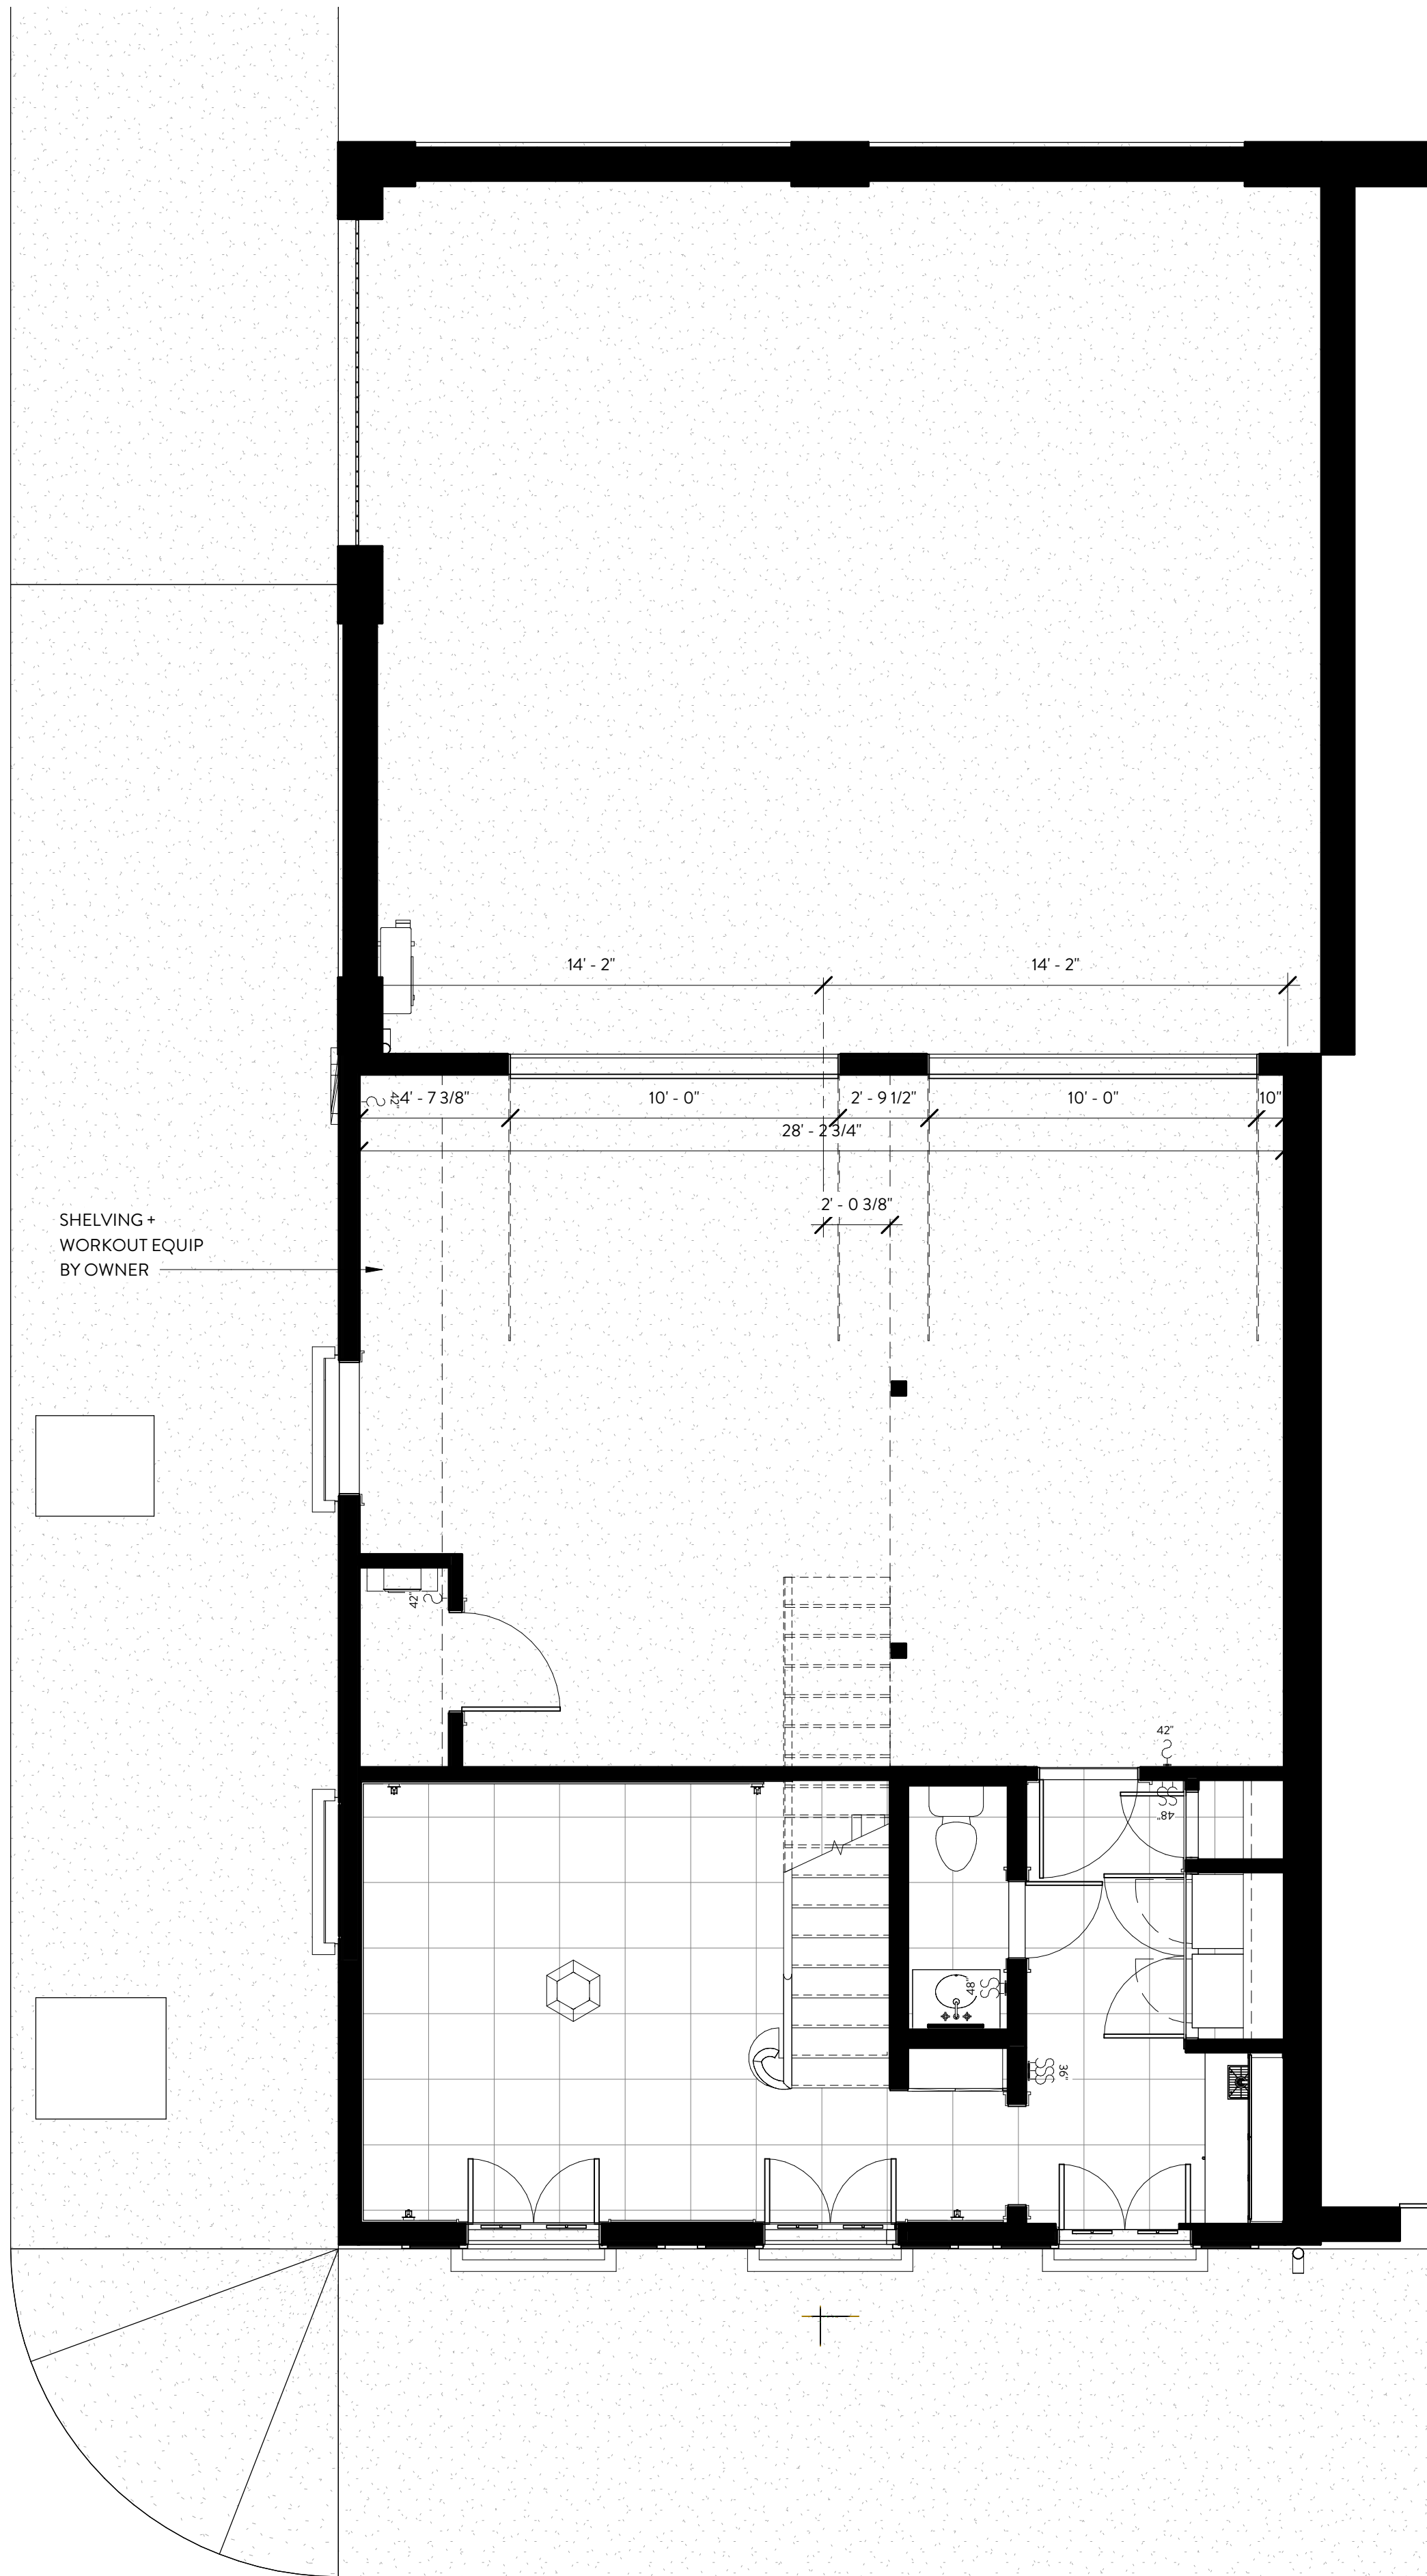 14' - 2"
14' - 2"
42"
4' - 7 3/8"
10' - 0"
2' - 9 1/2"
10' - 0"
10"
28' - 2 3/4"
2' - 0 3/8"
SHELVING +
WORKOUT EQUIP
BY OWNER
42"
42"
48"
48"
36"